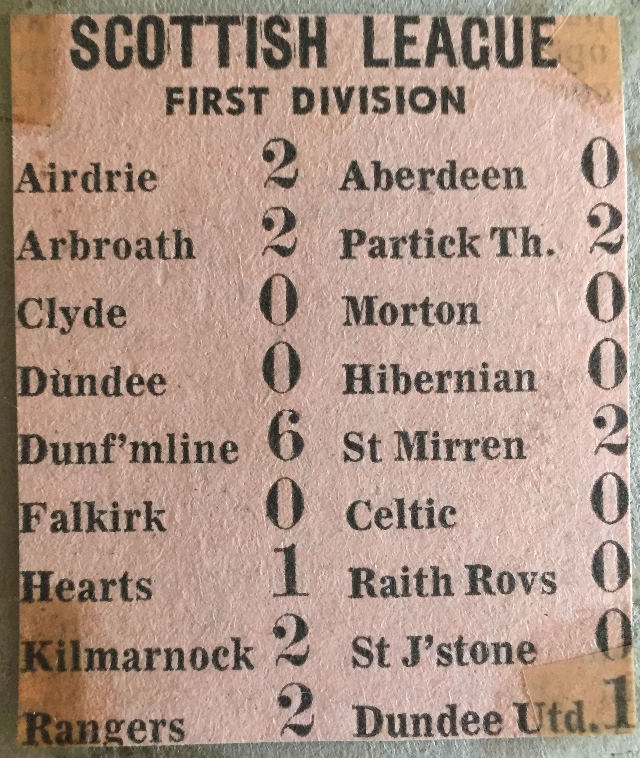 SCOTTISH LEAGUE
FIRST DIVISION
Airdrie 2 Aberdeen 0
Arbroath 2 Partick Th. 2
Clyde 0 Morton 0
Dundee 0 Hibernian 0
Dunf'mline 6 St Mirren 2
Falkirk 0 Celtic 0
Hearts 1 Raith Rovs 0
Kilmarnock 2 St J'stone 0
Rangers 2 Dundee Utd. 1